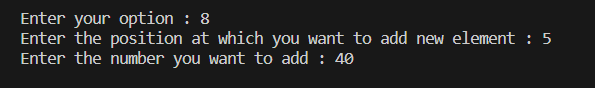 Enter your option : 8
Enter the position at which you want to add new element : 5
Enter the number you want to add : 40